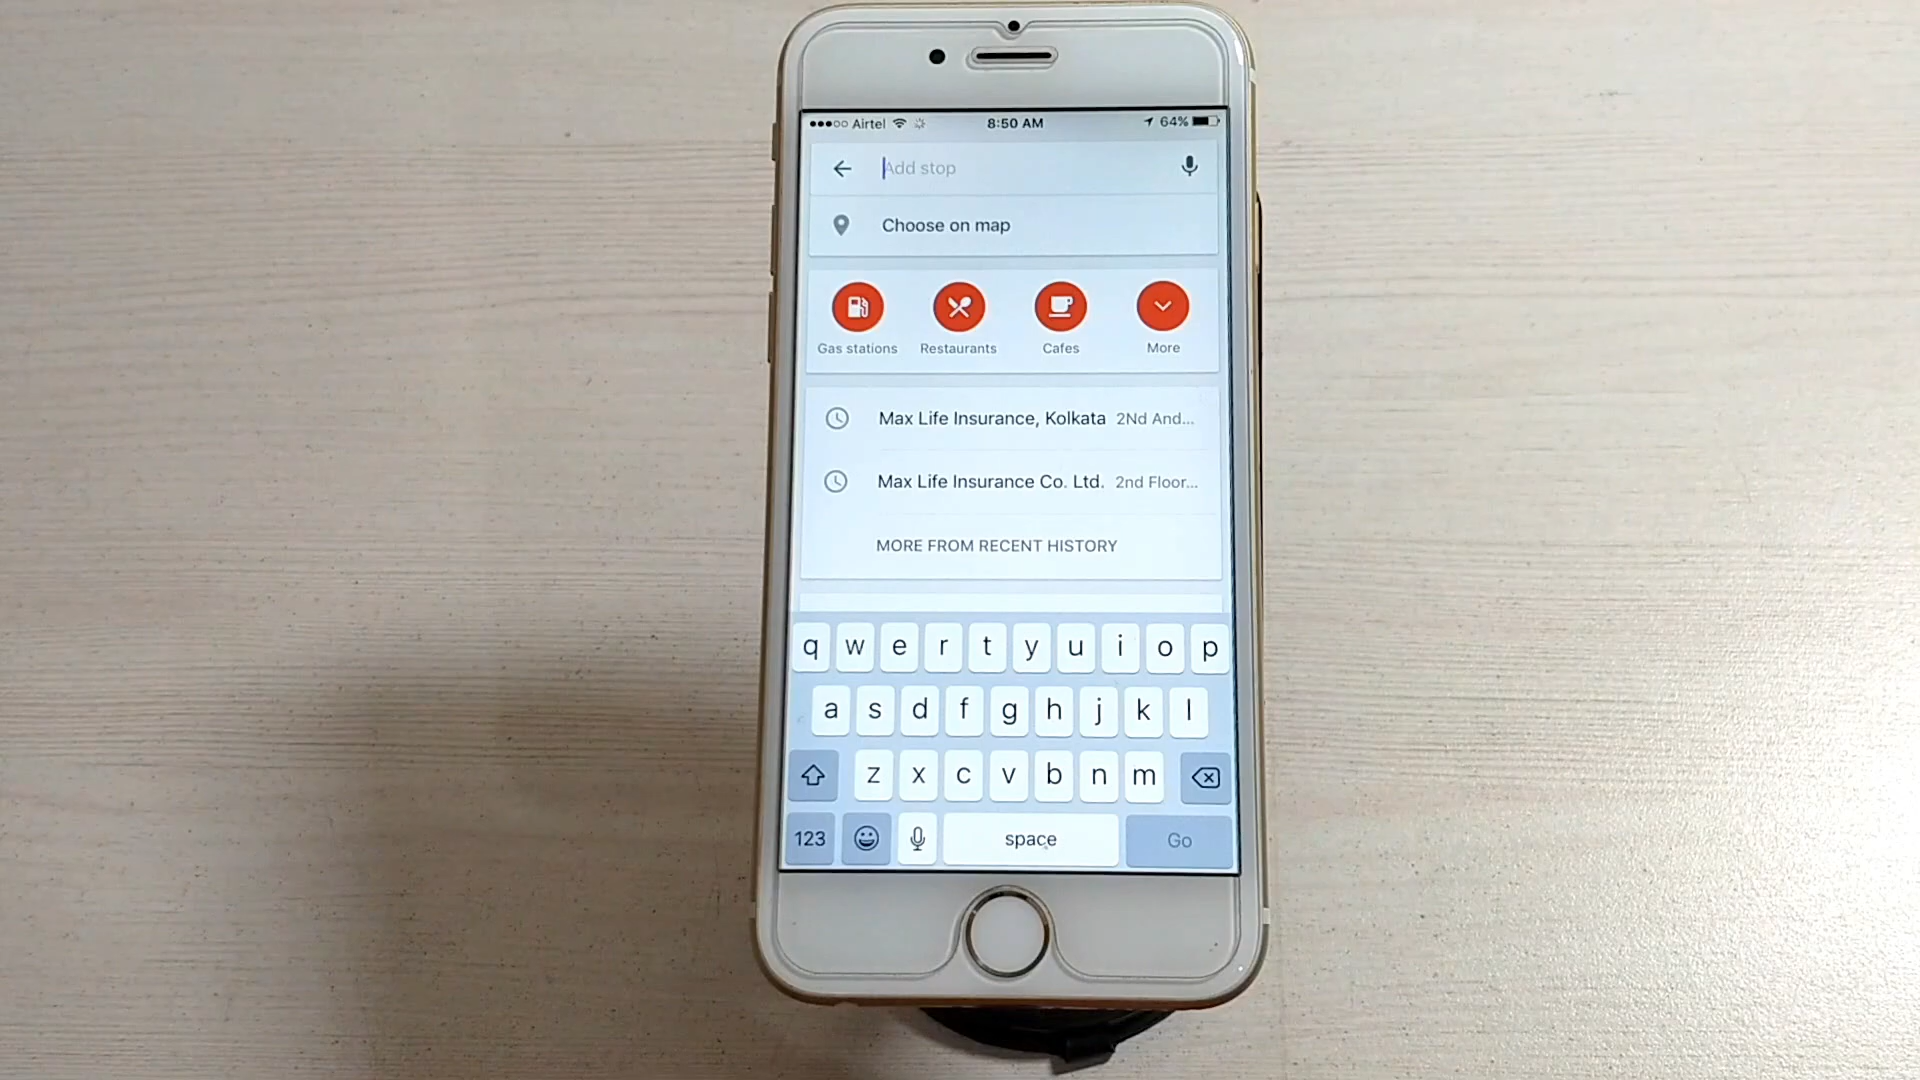 Airtel 8:50 AM 64%
Add stop
Choose on map
Gas stations Restaurants Cafes More
Max Life Insurance, Kolkata 2Nd And...
Max Life Insurance Co. Ltd. 2nd Floor...
MORE FROM RECENT HISTORY
q w e r t y u i o p
a s d f g h j k l
z x c v b n m
123 space Go